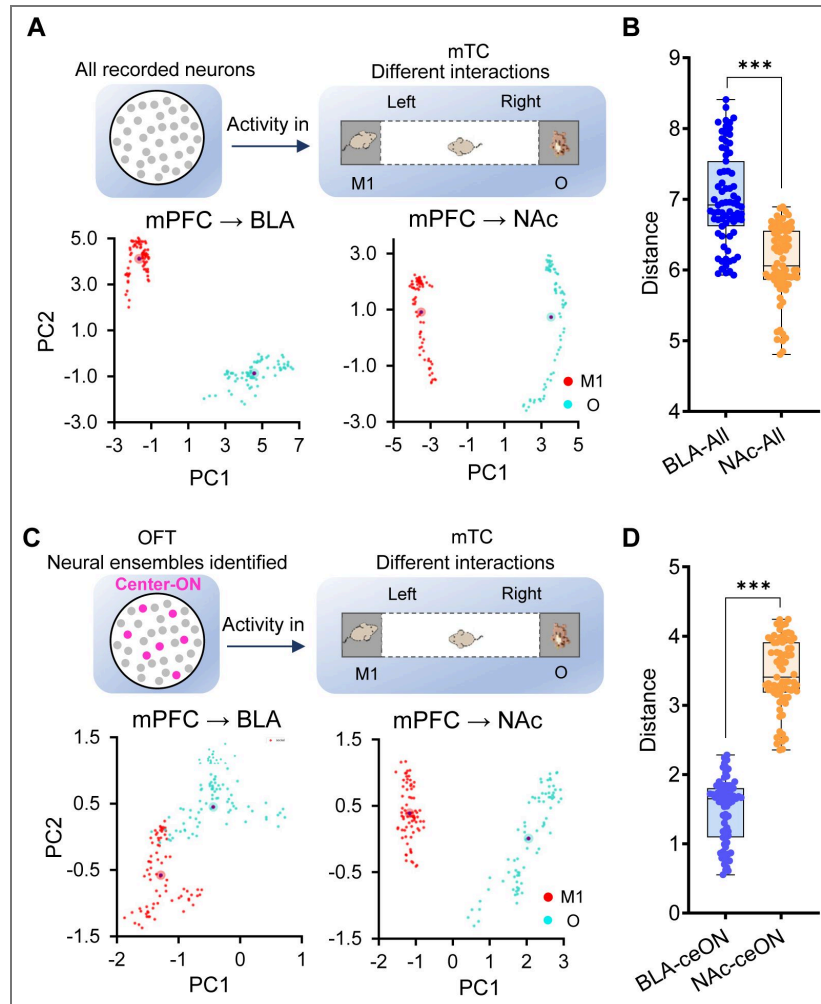 A
All recorded neurons
Activity in
mTC
Different interactions
Left Right
M1 O
mPFC → BLA
5.0
3.0
1.0
-1.0
-3.0
PC2
-3 -1 1 3 5 7
PC1
mPFC → NAc
3.0
1.0
-1.0
-3.0
M1
O
-5 -3 -1 1 3 5
PC1
B
9
8
7
6
5
4
Distance
***
BLA-All NAc-All
C
OFT
Neural ensembles identified
Center-ON
Activity in
mTC
Different interactions
Left Right
M1 O
mPFC → BLA
1.5
0.5
-0.5
-1.5
PC2
-2 -1 0 1
PC1
mPFC → NAc
1.5
0.5
-0.5
-1.5
M1
O
-2 -1 0 1 2 3
PC1
D
5
4
3
2
1
0
Distance
***
BLA-ceON NAc-ceON